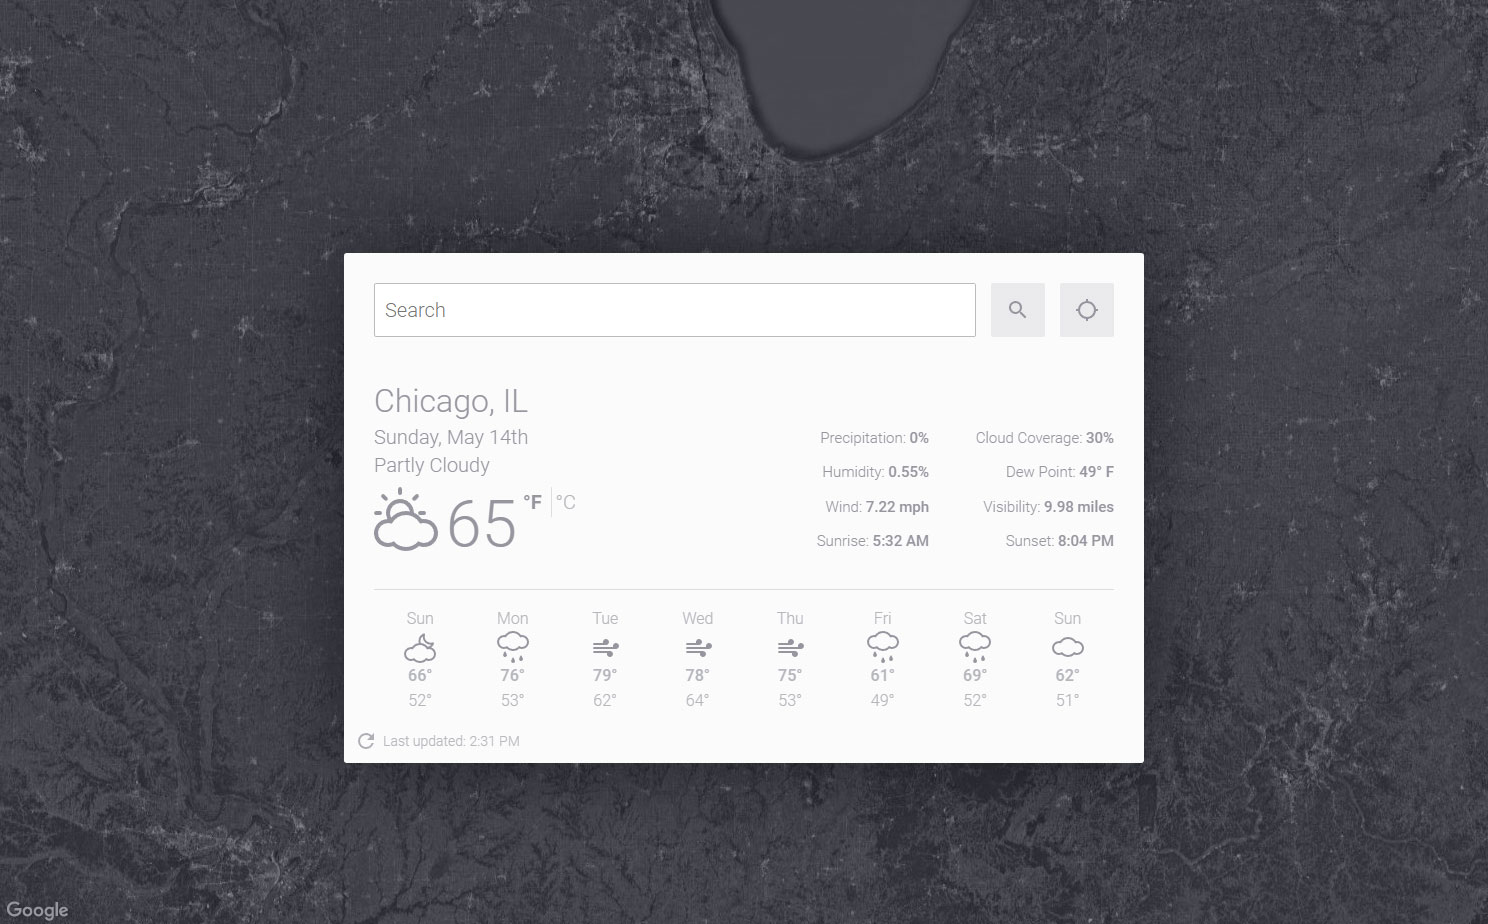 Search
Chicago, IL
Sunday, May 14th
Partly Cloudy
65 °F °C
Precipitation: 0%
Humidity: 0.55%
Wind: 7.22 mph
Sunrise: 5:32 AM
Cloud Coverage: 30%
Dew Point: 49° F
Visibility: 9.98 miles
Sunset: 8:04 PM
Sun Mon Tue Wed Thu Fri Sat Sun
66° 76° 79° 78° 75° 61° 69° 62°
52° 53° 62° 64° 53° 49° 52° 51°
Last updated: 2:31 PM
Google